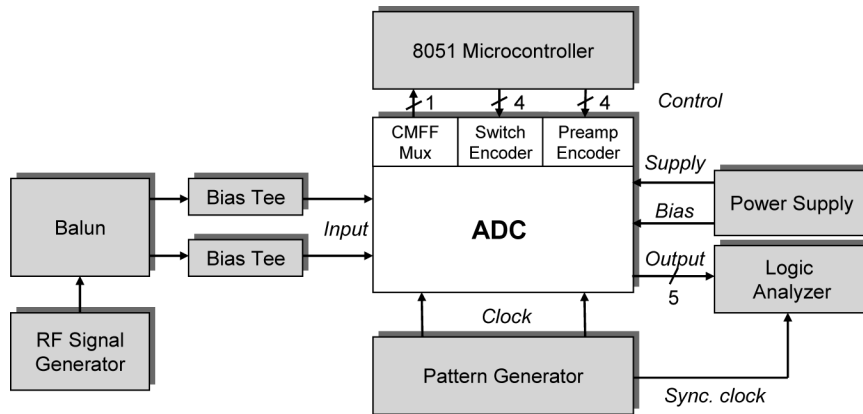 8051 Microcontroller
1
4
4
Control
CMFF
Mux
Switch
Encoder
Preamp
Encoder
Supply
Bias Tee
Power Supply
Balun
Input
ADC
Bias
Bias Tee
Output
5
Logic
Analyzer
RF Signal
Generator
Clock
Pattern Generator
Sync. clock